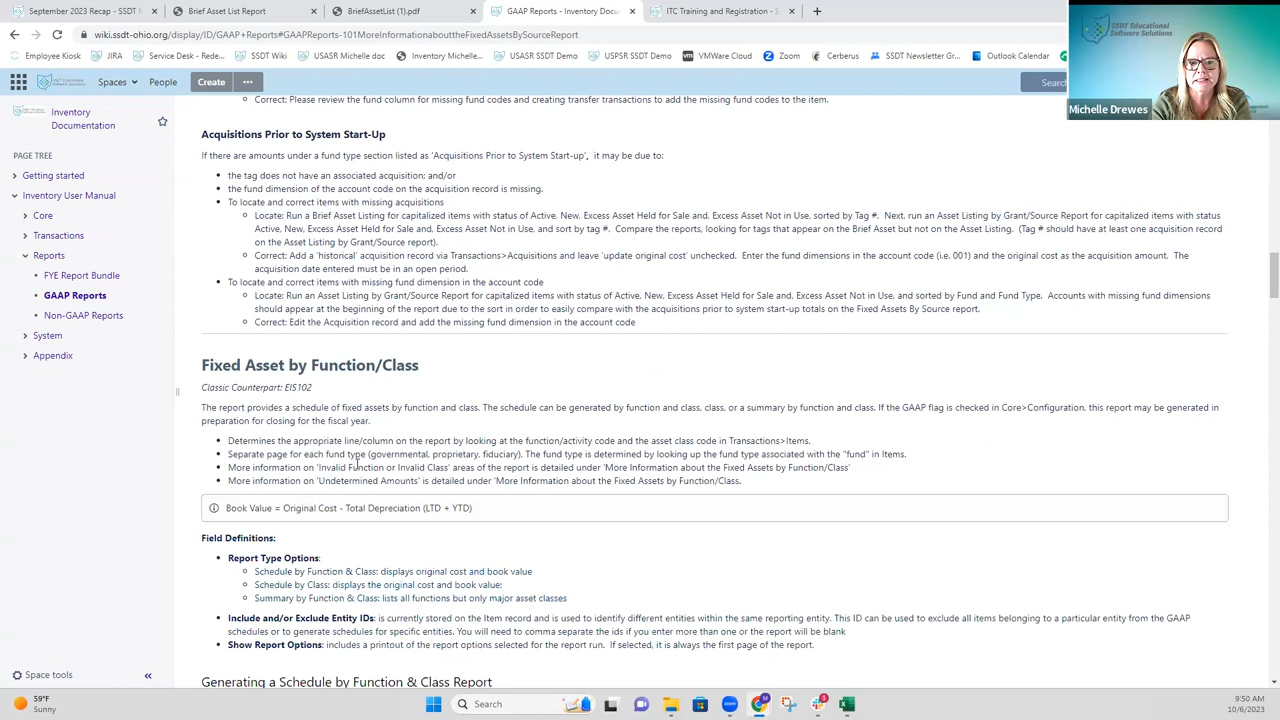 September 2023 Recap - SSDT M
Brief Asset List Report
BriefAssetList (1).pdf
GAAP Reports - Inventory Docume
ITC Training and Registration - S
wiki.ssdt-ohio.org/display/ID/GAAP+Reports#GAAPReports-101MoreInformationabouttheFixedAssetsBySourceReport
Employee Kiosk
JIRA
Service Desk - Rede...
SSDT Wiki
USASR Michelle doc
Inventory Michelle...
USASR SSDT Demo
USPSR SSDT Demo
VMWare Cloud
Zoom
Cerberus
SSDT Newsletter Gr...
Outlook Calendar
SSDT Educational
Software Solutions
Michelle Drewes
Spaces
People
Create
Search
Inventory
Documentation
PAGE TREE
Getting started
Inventory User Manual
Core
Transactions
Reports
FYE Report Bundle
GAAP Reports
Non-GAAP Reports
System
Appendix
Space tools
Correct: Please review the fund column for missing fund codes and creating transfer transactions to add the missing fund codes to the item.
Acquisitions Prior to System Start-Up
If there are amounts under a fund type section listed as 'Acquisitions Prior to System Start-up', it may be due to:
the tag does not have an associated acquisition; and/or
the fund dimension of the account code on the acquisition record is missing.
To locate and correct items with missing acquisitions
Locate: Run a Brief Asset Listing for capitalized items with status of Active, New, Excess Asset Held for Sale and, Excess Asset Not in Use, sorted by Tag #. Next, run an Asset Listing by Grant/Source Report for capitalized items with status
Active, New, Excess Asset Held for Sale and, Excess Asset Not in Use, and sort by tag #. Compare the reports, looking for tags that appear on the Brief Asset but not on the Asset Listing. (Tag # should have at least one acquisition record
on the Asset Listing by Grant/Source report).
Correct: Add a 'historical' acquisition record via Transactions>Acquisitions and leave 'update original cost' unchecked. Enter the fund dimensions in the account code (i.e. 001) and the original cost as the acquisition amount. The
acquisition date entered must be in an open period.
To locate and correct items with missing fund dimension in the account code
Locate: Run an Asset Listing by Grant/Source Report for capitalized items with status of Active, New, Excess Asset Held for Sale and, Excess Asset Not in Use, and sorted by Fund and Fund Type. Accounts with missing fund dimensions
should appear at the beginning of the report due to the sort in order to easily compare with the acquisitions prior to system start-up totals on the Fixed Assets By Source report.
Correct: Edit the Acquisition record and add the missing fund dimension in the account code
Fixed Asset by Function/Class
Classic Counterpart: EIS102
The report provides a schedule of fixed assets by function and class. The schedule can be generated by function and class, class, or a summary by function and class. If the GAAP flag is checked in Core>Configuration, this report may be generated in
preparation for closing for the fiscal year.
Determines the appropriate line/column on the report by looking at the function/activity code and the asset class code in Transactions>Items.
Separate page for each fund type (governmental, proprietary, fiduciary). The fund type is determined by looking up the fund type associated with the "fund" in Items.
More information on 'Invalid Function or Invalid Class' areas of the report is detailed under 'More Information about the Fixed Assets by Function/Class'
More information on 'Undetermined Amounts' is detailed under 'More Information about the Fixed Assets by Function/Class.
Book Value = Original Cost - Total Depreciation (LTD + YTD)
Field Definitions:
Report Type Options:
Schedule by Function & Class: displays original cost and book value
Schedule by Class: displays the original cost and book value;
Summary by Function & Class: lists all functions but only major asset classes
Include and/or Exclude Entity IDs: is currently stored on the Item record and is used to identify different entities within the same reporting entity. This ID can be used to exclude all items belonging to a particular entity from the GAAP
schedules or to generate schedules for specific entities. You will need to comma separate the ids if you enter more than one or the report will be blank
Show Report Options: includes a printout of the report options selected for the report run. If selected, it is always the first page of the report.
Generating a Schedule by Function & Class Report
59°F
Sunny
Search
9:50 AM
10/6/2023